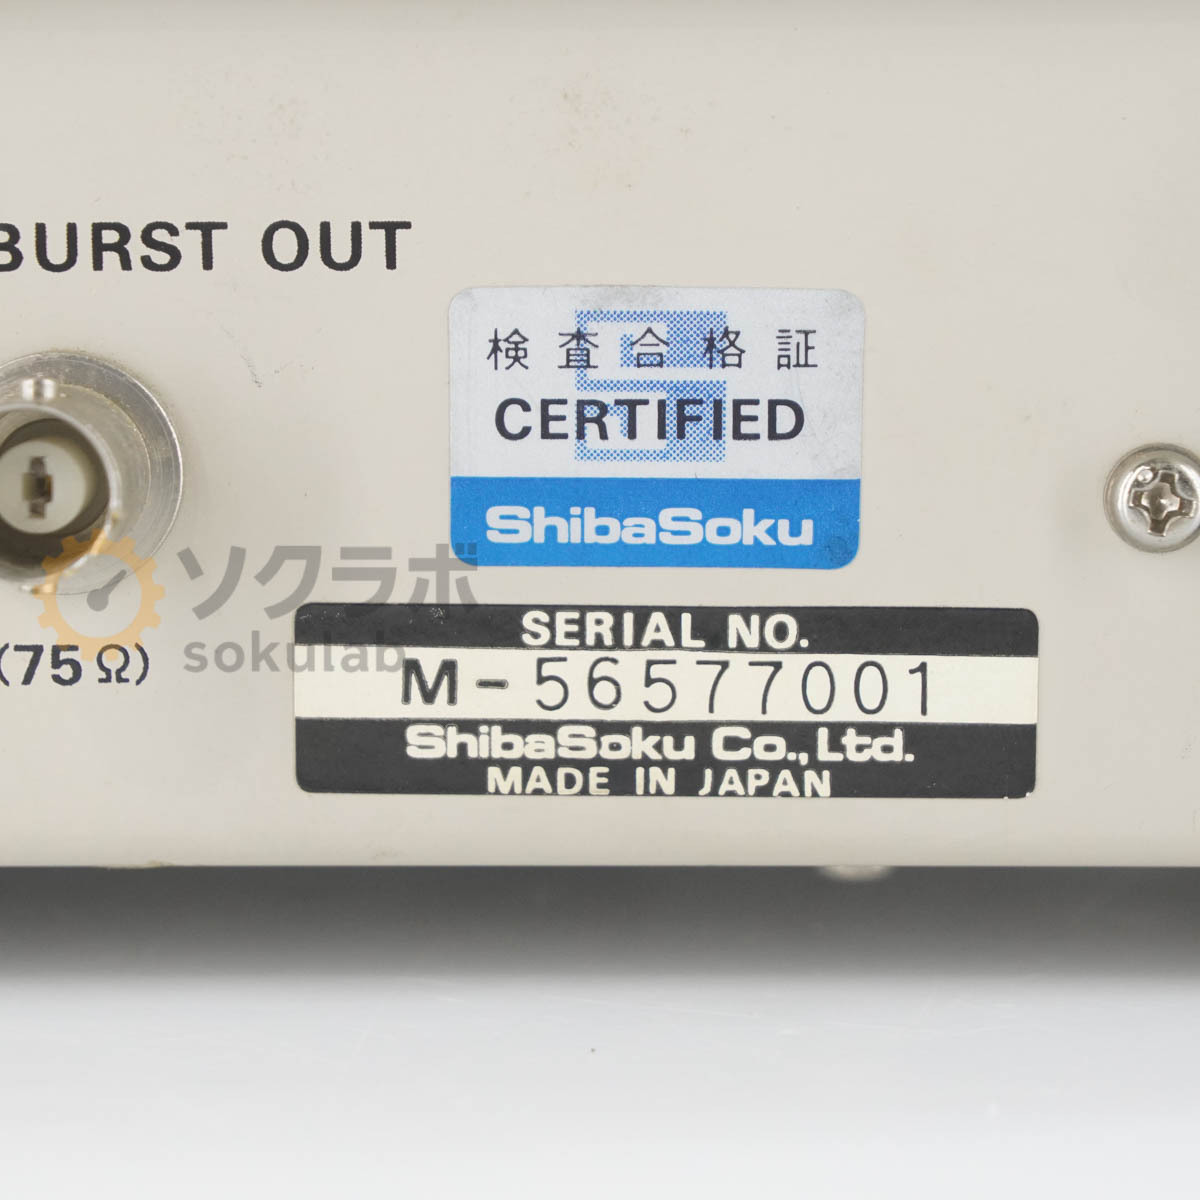 BURST OUT
検査合格証
CERTIFIED
ShibaSoku
ソクラボ
sokulab
(75Ω)
SERIAL NO.
M-56577001
ShibaSoku Co.,Ltd.
MADE IN JAPAN